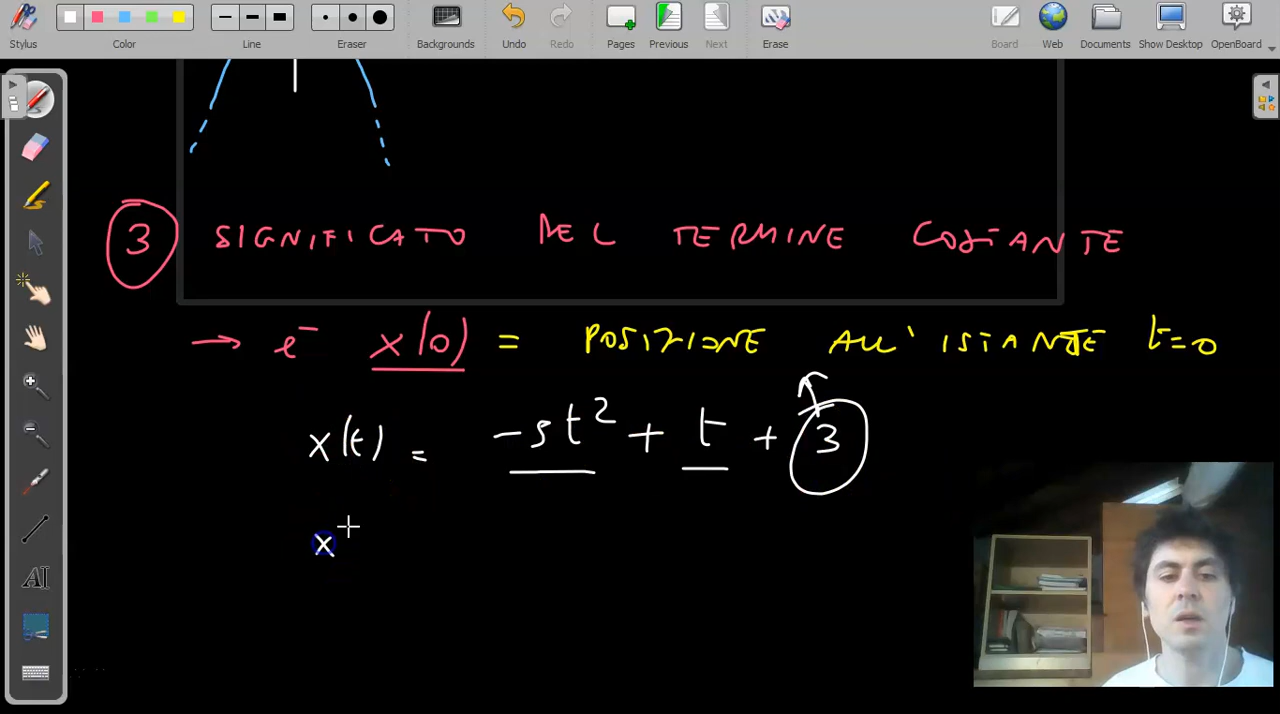 Stylus Color Line Eraser Backgrounds Undo Redo Pages Previous Next Erase Board Web Documents Show Desktop OpenBoard
3 SIGNIFICATO DEL TERMINE COSTANTE
→ e⁻ x(0) = POSIZIONE ALL' ISTANTE t=0
x(t) = -5t² + t + 3
x
AI